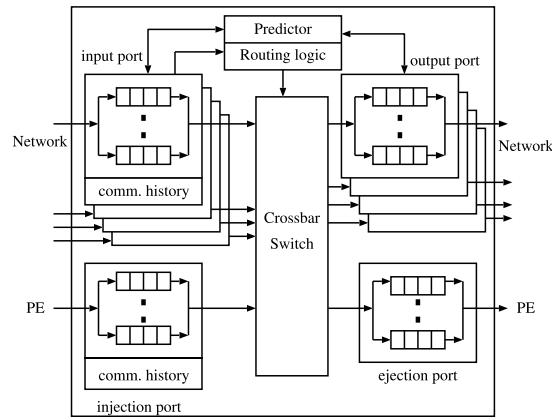 Predictor
input port
Routing logic
output port
Network
Network
comm. history
Crossbar
Switch
PE
PE
comm. history
ejection port
injection port